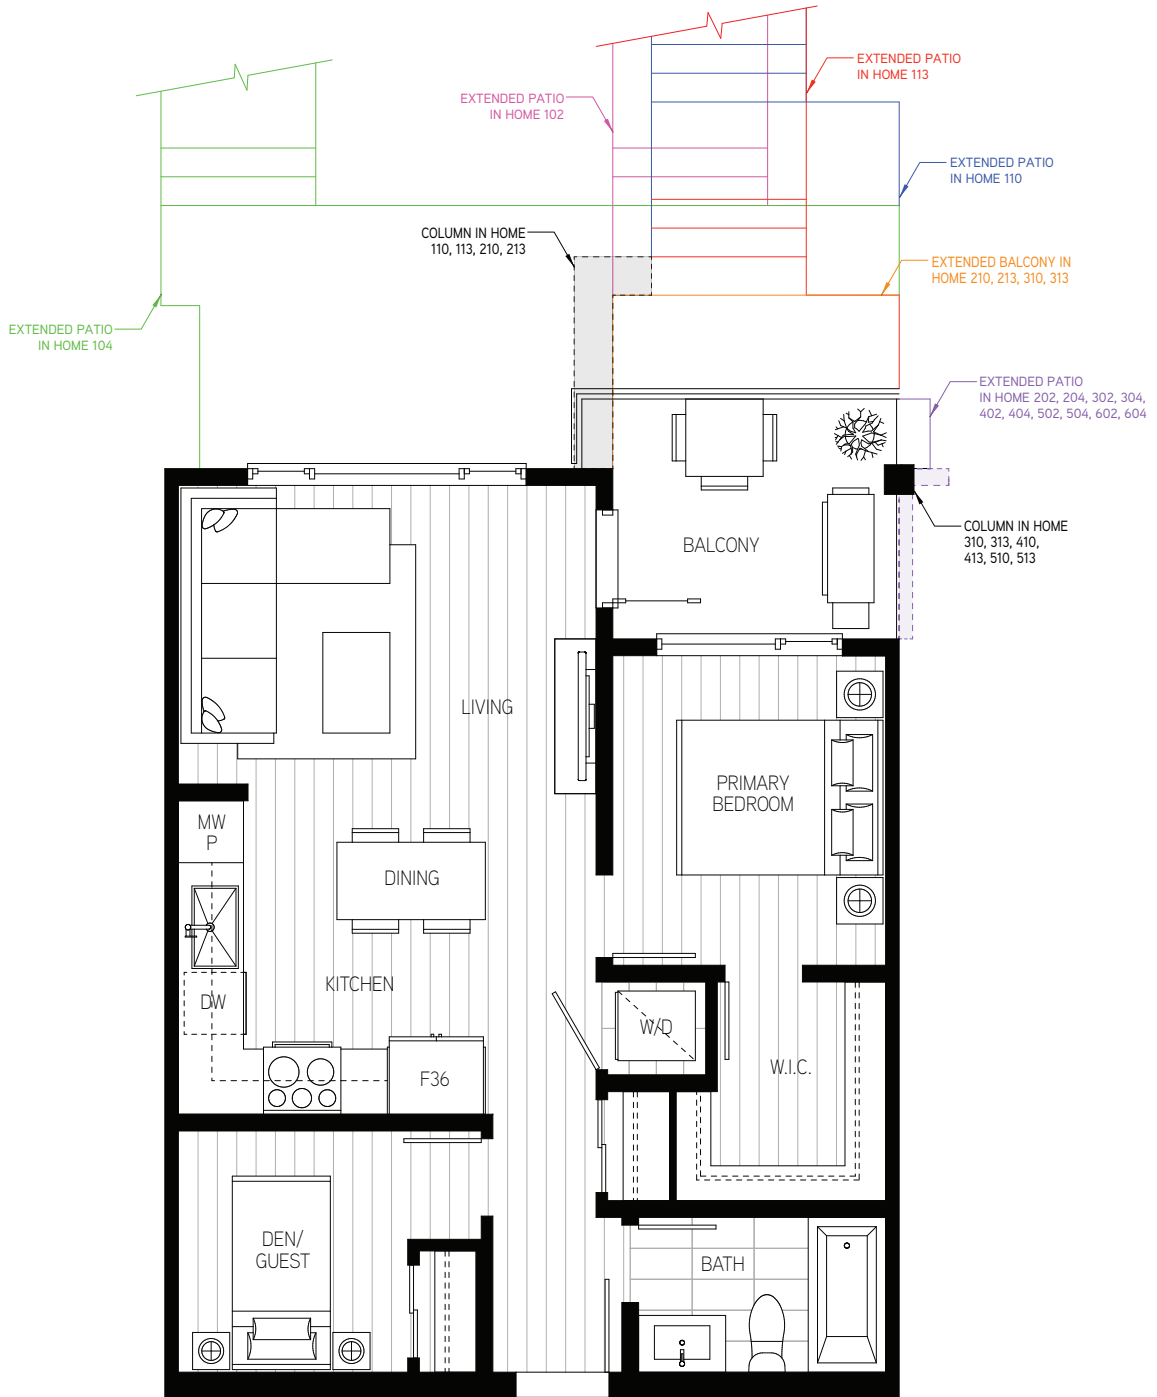 EXTENDED PATIO
IN HOME 113
EXTENDED PATIO
IN HOME 102
EXTENDED PATIO
IN HOME 110
COLUMN IN HOME
110, 113, 210, 213
EXTENDED BALCONY IN
HOME 210, 213, 310, 313
EXTENDED PATIO
IN HOME 104
EXTENDED PATIO
IN HOME 202, 204, 302, 304,
402, 404, 502, 504, 602, 604
COLUMN IN HOME
310, 313, 410,
413, 510, 513
BALCONY
LIVING
PRIMARY
BEDROOM
MW
P
DINING
KITCHEN
DW
W/D
W.I.C.
F36
DEN/
GUEST
BATH